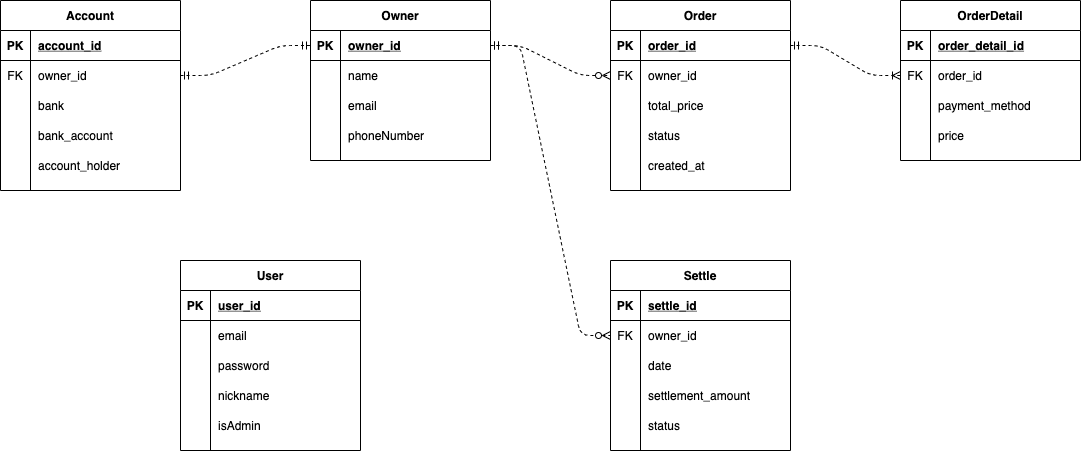 Account
PK account_id
FK owner_id
bank
bank_account
account_holder
Owner
PK owner_id
name
email
phoneNumber
Order
PK order_id
FK owner_id
total_price
status
created_at
OrderDetail
PK order_detail_id
FK order_id
payment_method
price
User
PK user_id
email
password
nickname
isAdmin
Settle
PK settle_id
FK owner_id
date
settlement_amount
status